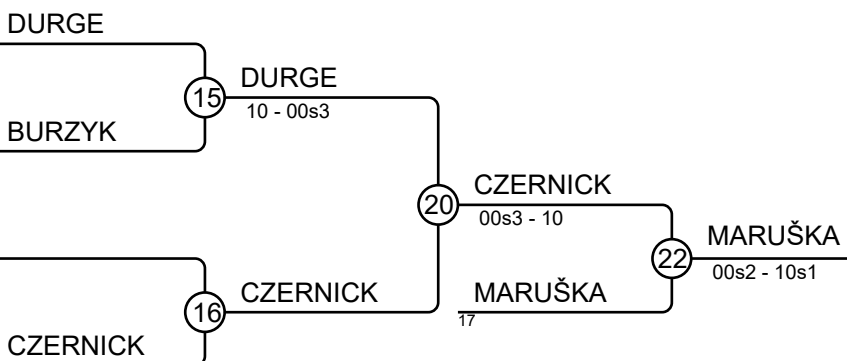 DURGE
15
DURGE
10 - 00s3
BURZYK
20
CZERNICK
00s3 - 10
22
MARUŠKA
00s2 - 10s1
16
CZERNICK
MARUŠKA
17
CZERNICK